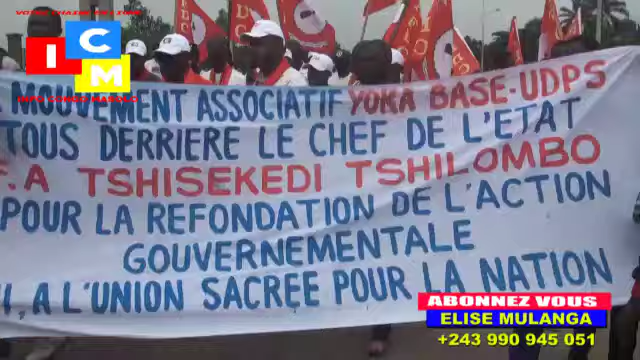 ICM
MOUVEMENT ASSOCIATIF YOKA BASE-UDPS
TOUS DERRIERE LE CHEF DE L'ETAT
F.A TSHISEKEDI TSHILOMBO
POUR LA REFONDATION DE L'ACTION
GOUVERNEMENTALE
, A L'UNION SACREE POUR LA NATION
ABONNEZ VOUS
ELISE MULANGA
+243 990 945 051